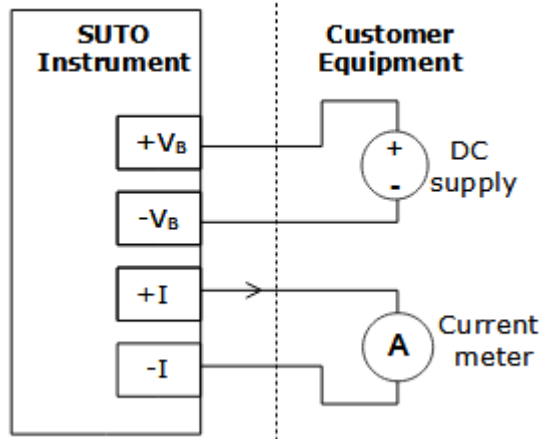 SUTO
Instrument
Customer
Equipment
+VB
-VB
+I
-I
+
-
DC
supply
A
Current
meter